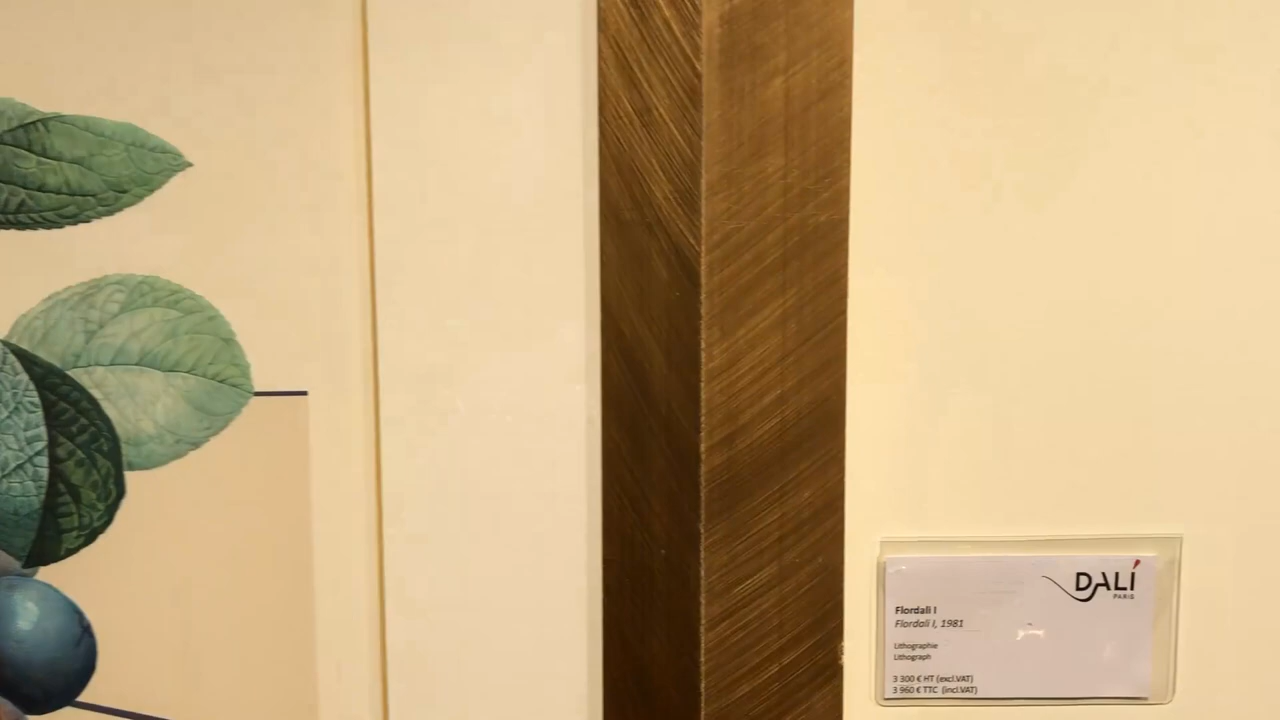 DALÍ
PARIS
Flordali I
Flordali I, 1981
Lithographie
Lithograph
3 300 € HT (excl.VAT)
3 960 € TTC (incl.VAT)